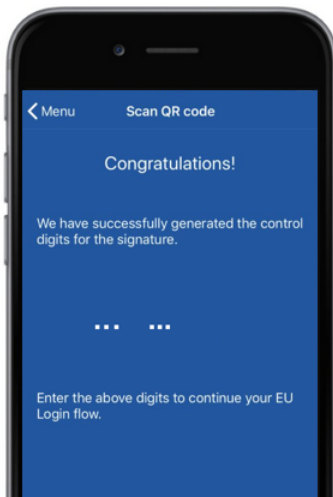 Menu
Scan QR code
Congratulations!
We have successfully generated the control
digits for the signature.
... ...
Enter the above digits to continue your EU
Login flow.